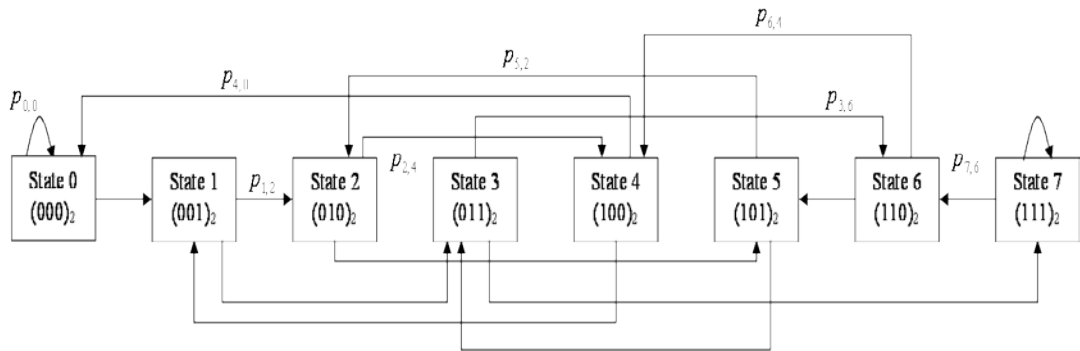 p6,4
p5,2
p4,0
p0,0
p3,6
State 0
(000)2
State 1
(001)2
p1,2
State 2
(010)2
p2,4
State 3
(011)2
State 4
(100)2
State 5
(101)2
State 6
(110)2
p7,6
State 7
(111)2